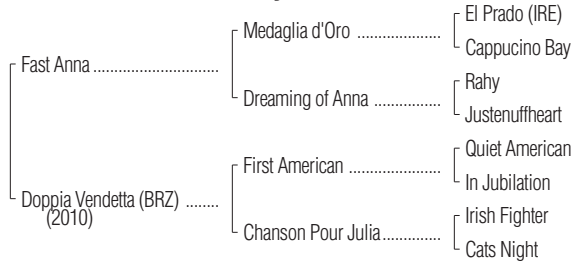 El Prado (IRE)
Medaglia d'Oro ....................
Cappucino Bay
Fast Anna ..............................
Rahy
Dreaming of Anna ................
Justenuffheart
Quiet American
First American ......................
In Jubilation
Doppia Vendetta (BRZ) ........
(2010)
Irish Fighter
Chanson Pour Julia ..............
Cats Night